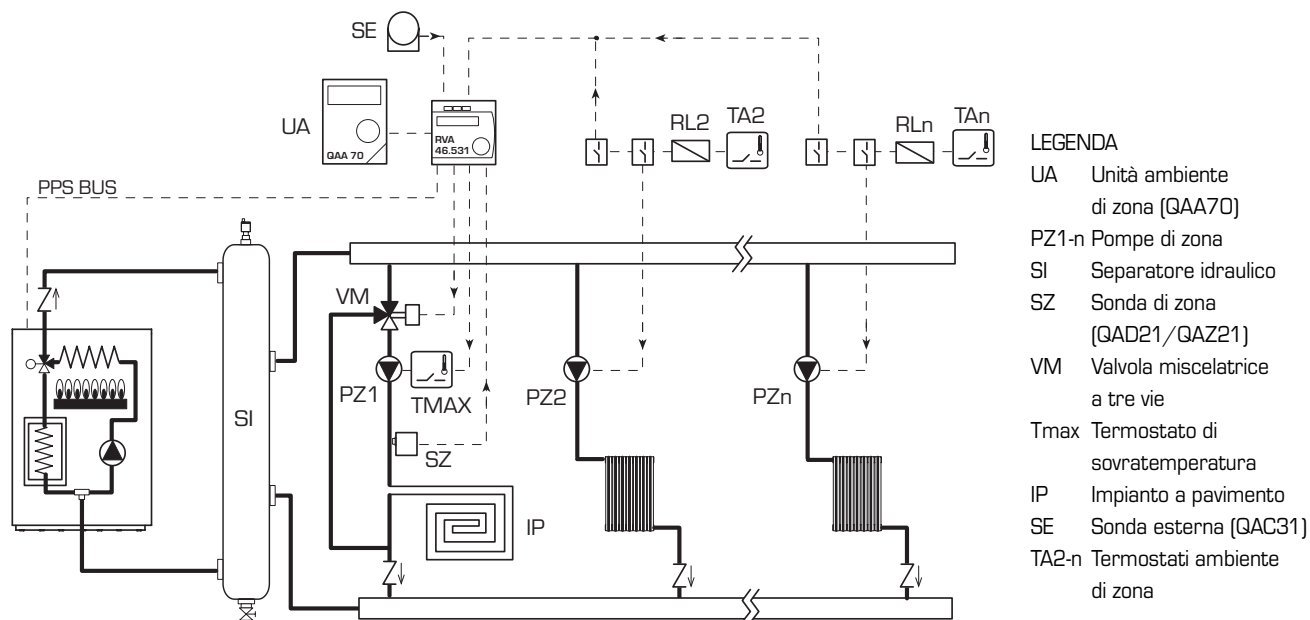 SE
UA
QAA 70
RVA
46.531
RL2
TA2
RLn
TAn
PPS BUS
VM
PZ1
TMAX
PZ2
PZn
SI
SZ
IP
LEGENDA
UA Unità ambiente
di zona (QAA70)
PZ1-n Pompe di zona
SI Separatore idraulico
SZ Sonda di zona
(QAD21/QAZ21)
VM Valvola miscelatrice
a tre vie
Tmax Termostato di
sovratemperatura
IP Impianto a pavimento
SE Sonda esterna (QAC31)
TA2-n Termostati ambiente
di zona